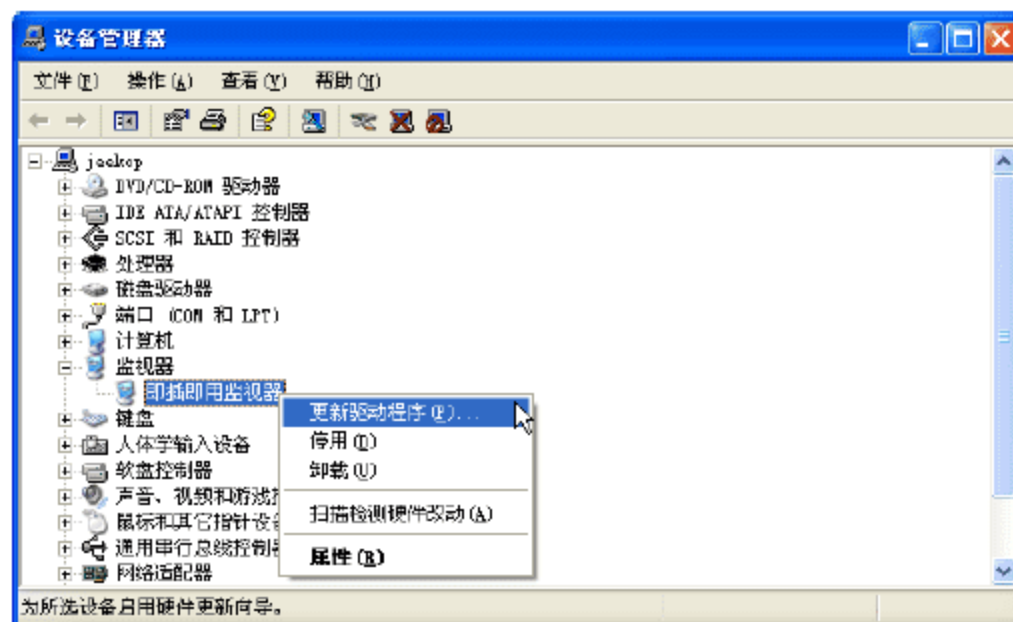 设备管理器
文件(F) 操作(A) 查看(V) 帮助(H)
jackop
DVD/CD-ROM 驱动器
IDE ATA/ATAPI 控制器
SCSI 和 RAID 控制器
处理器
磁盘驱动器
端口 (COM 和 LPT)
计算机
监视器
即插即用监视器
更新驱动程序(P)...
键盘
停用(D)
人体学输入设备
卸载(U)
软盘控制器
声音、视频和游戏
扫描检测硬件改动(A)
鼠标和其它指针设
通用串行总线控制
属性(R)
网络适配器
为所选设备启用硬件更新向导。